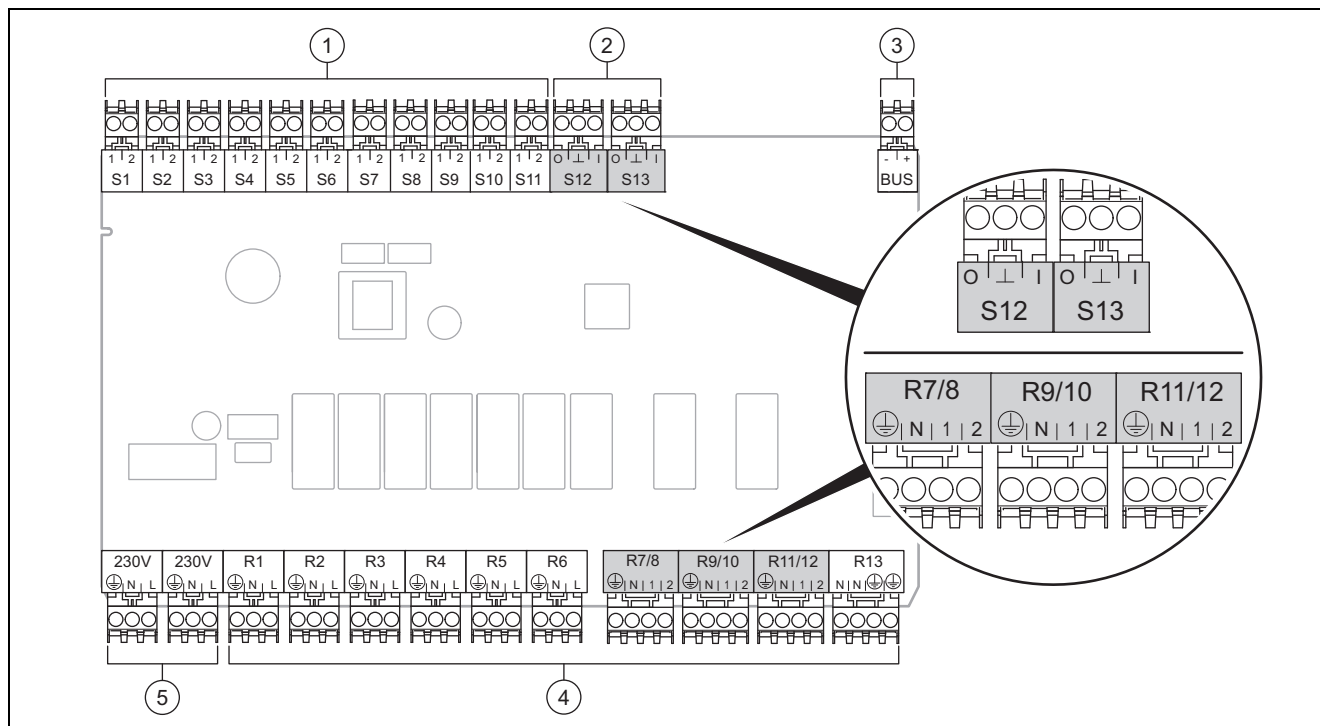 1 2 3
1 2 1 2 1 2 1 2 1 2 1 2 1 2 1 2 1 2 1 2 1 2 O ⊥ I O ⊥ I - +
S1 S2 S3 S4 S5 S6 S7 S8 S9 S10 S11 S12 S13 BUS
O ⊥ I O ⊥ I
S12 S13
R7/8 R9/10 R11/12
⏚ | N | 1 | 2 ⏚ | N | 1 | 2 ⏚ | N | 1 | 2
230V 230V R1 R2 R3 R4 R5 R6 R7/8 R9/10 R11/12 R13
⏚ N L ⏚ N L ⏚ N L ⏚ N L ⏚ N L ⏚ N L ⏚ N L ⏚ N L ⏚ | N | 1 | 2 ⏚ | N | 1 | 2 ⏚ | N | 1 | 2 N | N | ⏚ ⏚
5 4